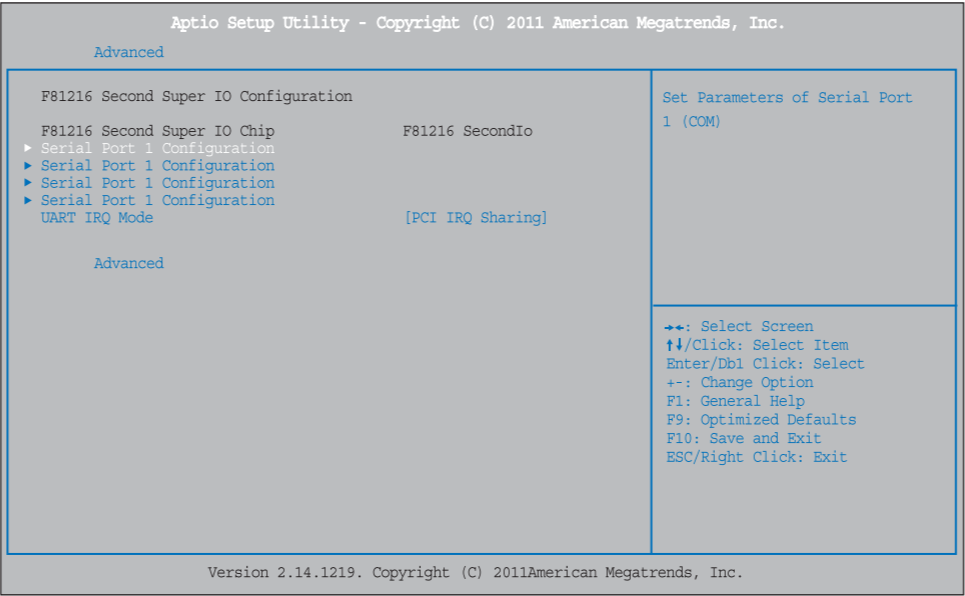 Aptio Setup Utility - Copyright (C) 2011 American Megatrends, Inc.
Advanced
F81216 Second Super IO Configuration
F81216 Second Super IO Chip F81216 SecondIo
▶ Serial Port 1 Configuration
▶ Serial Port 1 Configuration
▶ Serial Port 1 Configuration
▶ Serial Port 1 Configuration
UART IRQ Mode [PCI IRQ Sharing]
Advanced
Set Parameters of Serial Port
1 (COM)
→←: Select Screen
↑↓/Click: Select Item
Enter/Db1 Click: Select
+-: Change Option
F1: General Help
F9: Optimized Defaults
F10: Save and Exit
ESC/Right Click: Exit
Version 2.14.1219. Copyright (C) 2011American Megatrends, Inc.